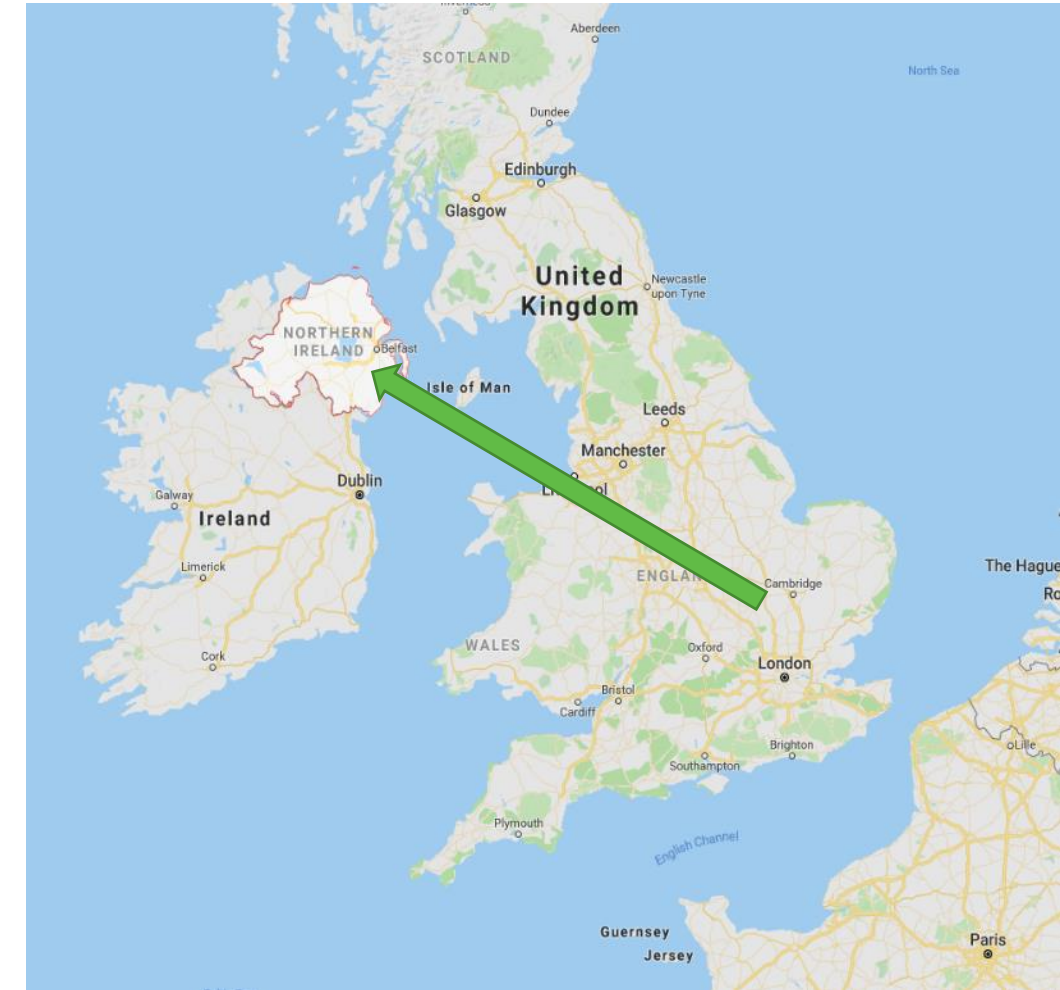 Aberdeen
SCOTLAND
North Sea
Dundee
Edinburgh
Glasgow
United
Kingdom
Newcastle
upon Tyne
NORTHERN
IRELAND
Belfast
Isle of Man
Leeds
Manchester
Dublin
Galway
Ireland
The Hague
Limerick
Cambridge
Ro
WALES
Oxford
Cork
London
Bristol
Cardiff
Brighton
Lille
Southampton
Plymouth
English Channel
Guernsey
Jersey
Paris